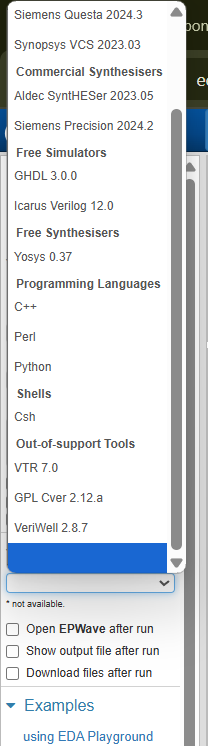 Siemens Questa 2024.3
Synopsys VCS 2023.03
Commercial Synthesisers
Aldec SyntHESer 2023.05
Siemens Precision 2024.2
Free Simulators
GHDL 3.0.0
Icarus Verilog 12.0
Free Synthesisers
Yosys 0.37
Programming Languages
C++
Perl
Python
Shells
Csh
Out-of-support Tools
VTR 7.0
GPL Cver 2.12.a
VeriWell 2.8.7
* not available.
Open EPWave after run
Show output file after run
Download files after run
Examples
using EDA Playground